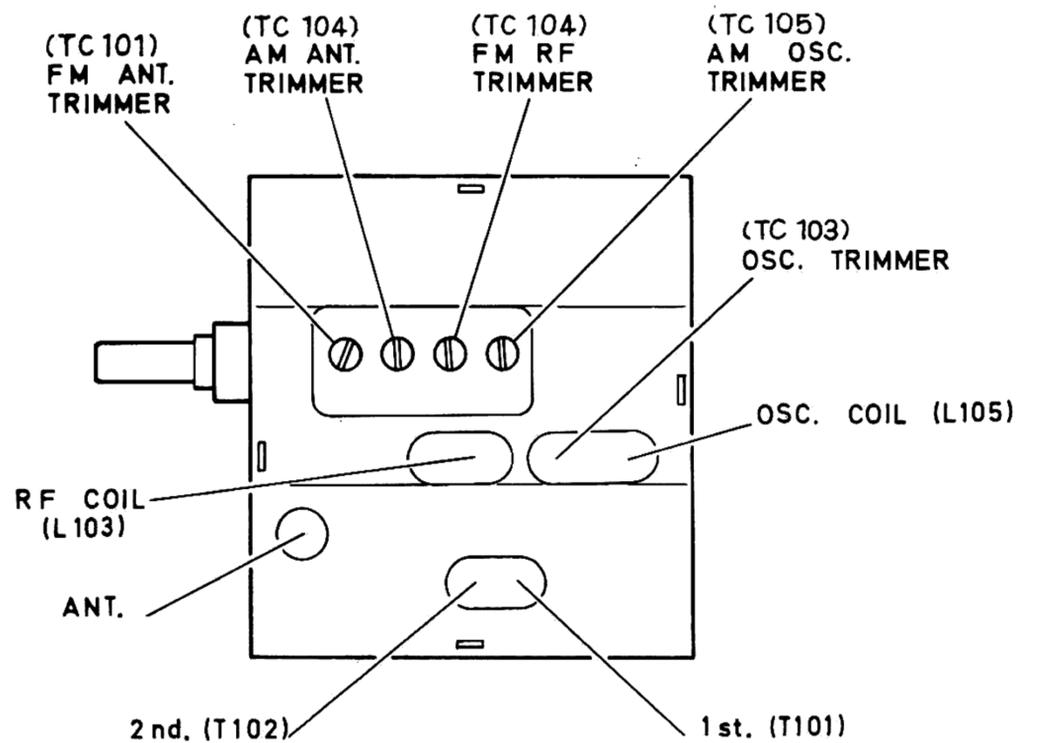 (TC 101)
FM ANT.
TRIMMER
(TC 104)
AM ANT.
TRIMMER
(TC 104)
FM RF
TRIMMER
(TC 105)
AM OSC.
TRIMMER
(TC 103)
OSC. TRIMMER
OSC. COIL (L105)
RF COIL
(L103)
ANT.
2nd. (T102)
1st. (T101)